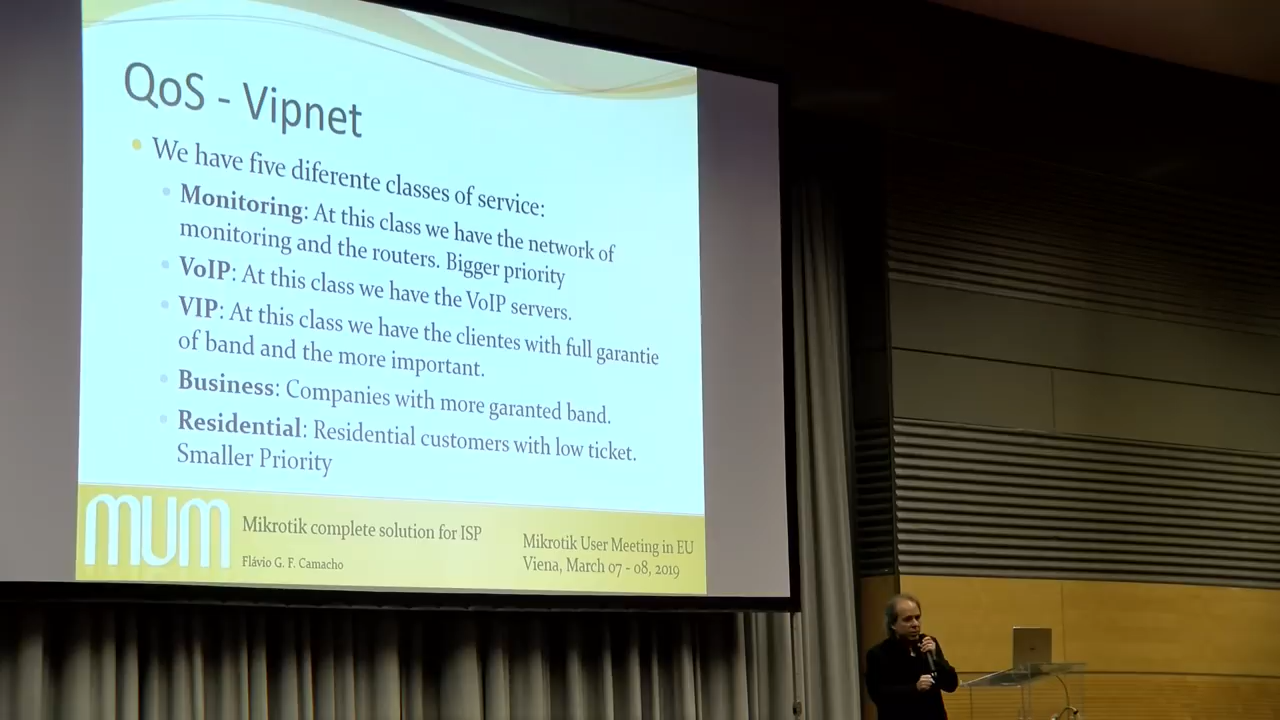 QoS - Vipnet
We have five diferente classes of service:
Monitoring: At this class we have the network of
monitoring and the routers. Bigger priority
VoIP: At this class we have the VoIP servers.
VIP: At this class we have the clientes with full garantie
of band and the more important.
Business: Companies with more garanted band.
Residential: Residential customers with low ticket.
Smaller Priority
MUM
Mikrotik complete solution for ISP
Flávio G. F. Camacho
Mikrotik User Meeting in EU
Viena, March 07 - 08, 2019